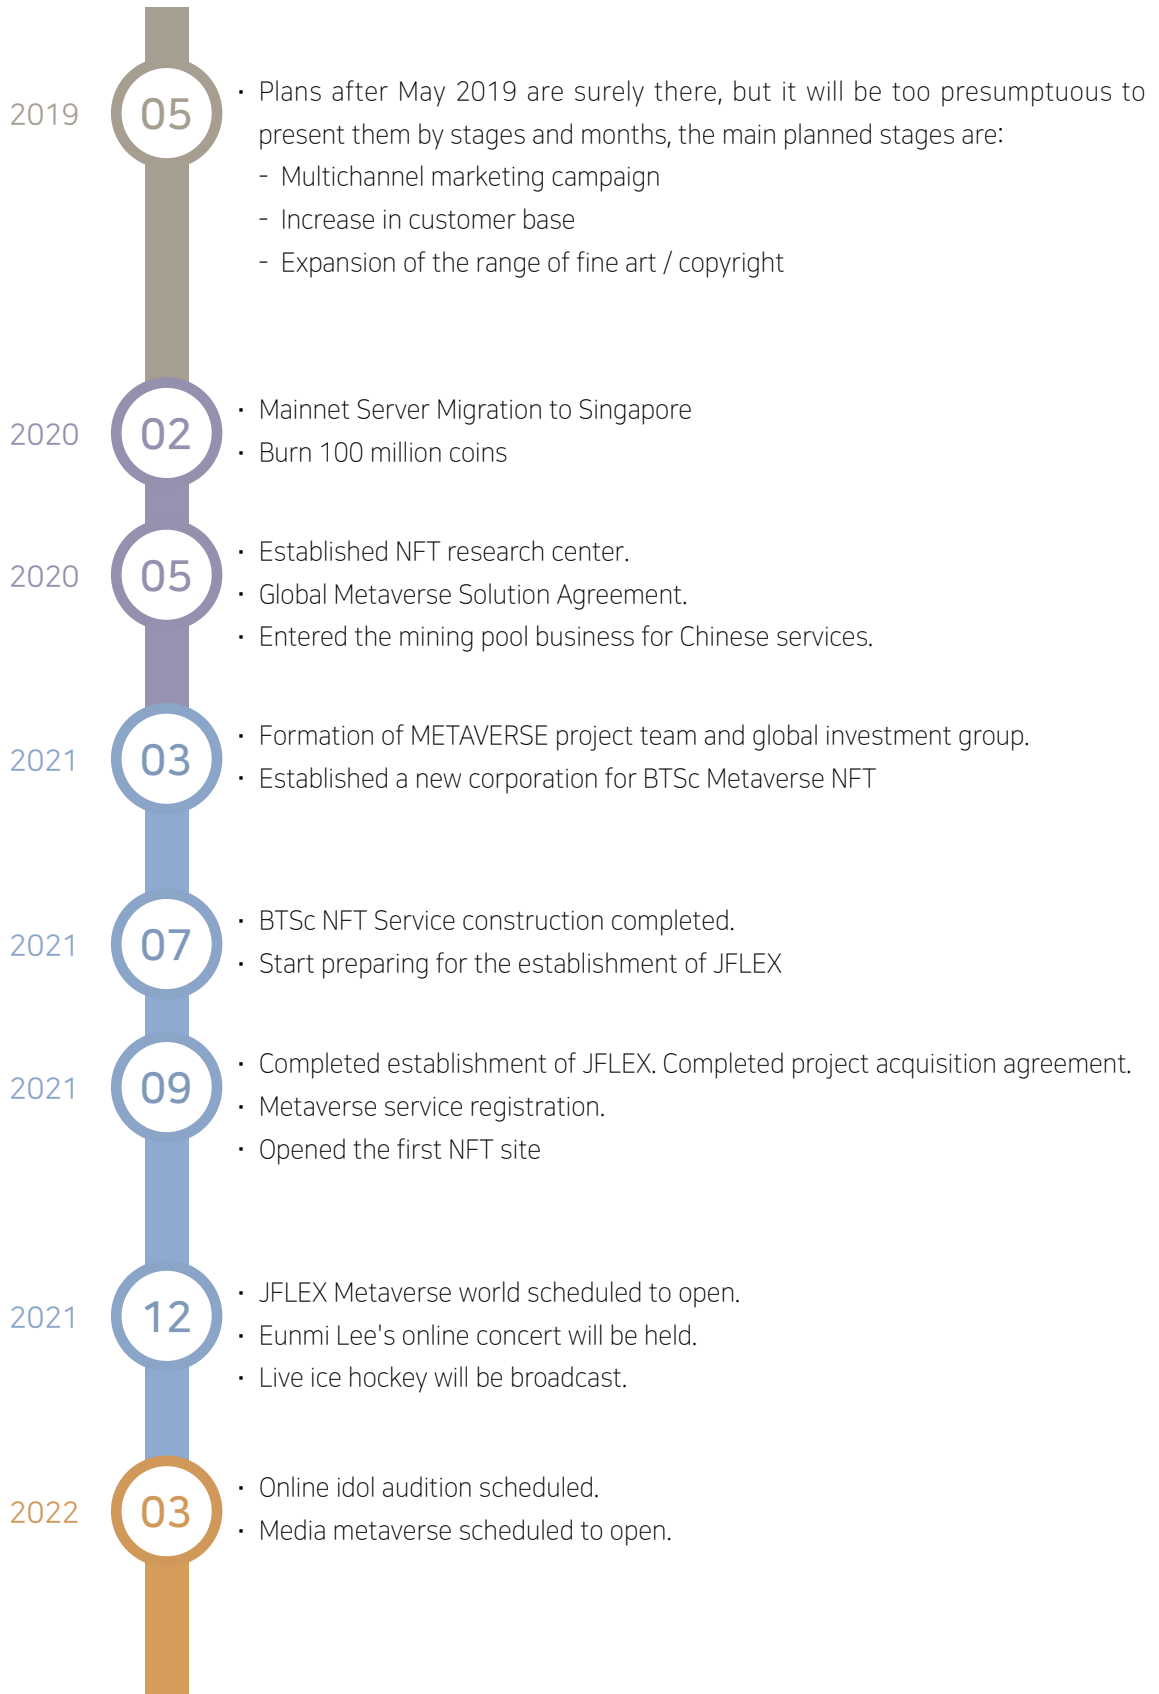 2019
05
· Plans after May 2019 are surely there, but it will be too presumptuous to
present them by stages and months, the main planned stages are:
- Multichannel marketing campaign
- Increase in customer base
- Expansion of the range of fine art / copyright
2020
02
· Mainnet Server Migration to Singapore
· Burn 100 million coins
2020
05
· Established NFT research center.
· Global Metaverse Solution Agreement.
· Entered the mining pool business for Chinese services.
2021
03
· Formation of METAVERSE project team and global investment group.
· Established a new corporation for BTSc Metaverse NFT
2021
07
· BTSc NFT Service construction completed.
· Start preparing for the establishment of JFLEX
2021
09
· Completed establishment of JFLEX. Completed project acquisition agreement.
· Metaverse service registration.
· Opened the first NFT site
2021
12
· JFLEX Metaverse world scheduled to open.
· Eunmi Lee's online concert will be held.
· Live ice hockey will be broadcast.
2022
03
· Online idol audition scheduled.
· Media metaverse scheduled to open.